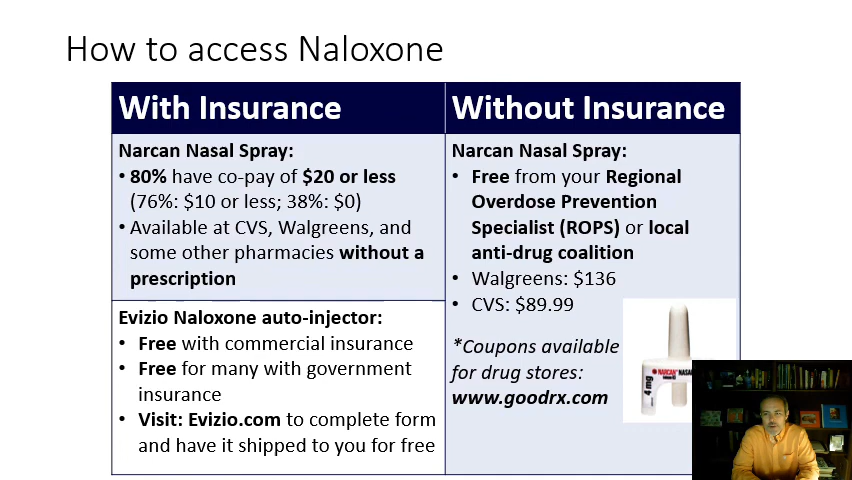 How to access Naloxone
With Insurance
Narcan Nasal Spray:
• 80% have co-pay of $20 or less
(76%: $10 or less; 38%: $0)
• Available at CVS, Walgreens, and
some other pharmacies without a
prescription
Evizio Naloxone auto-injector:
• Free with commercial insurance
• Free for many with government
insurance
• Visit: Evizio.com to complete form
and have it shipped to you for free
Without Insurance
Narcan Nasal Spray:
• Free from your Regional
Overdose Prevention
Specialist (ROPS) or local
anti-drug coalition
• Walgreens: $136
• CVS: $89.99
*Coupons available
for drug stores:
www.goodrx.com
NARCAN NASAL
4 mg